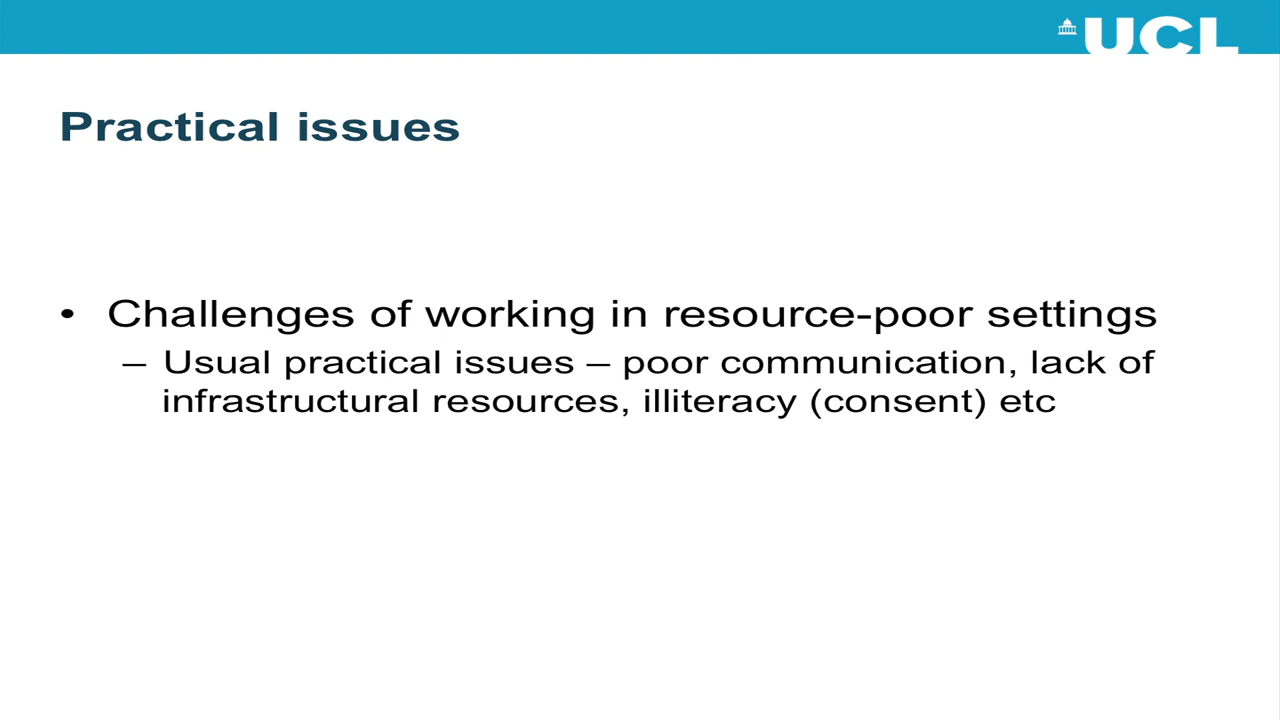 UCL
Practical issues
• Challenges of working in resource-poor settings
– Usual practical issues – poor communication, lack of
infrastructural resources, illiteracy (consent) etc